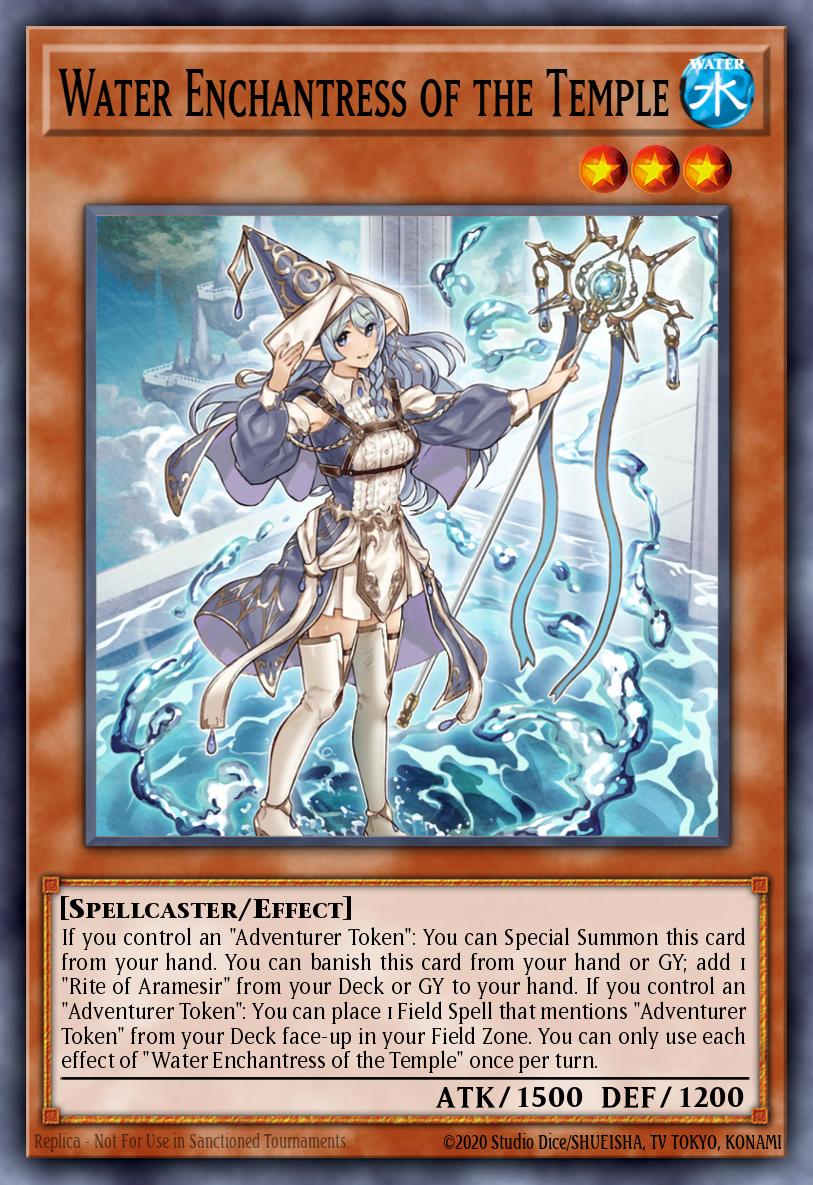 Water Enchantress of the Temple
WATER
水
[Spellcaster/Effect]
If you control an "Adventurer Token": You can Special Summon this card
from your hand. You can banish this card from your hand or GY; add 1
"Rite of Aramesir" from your Deck or GY to your hand. If you control an
"Adventurer Token": You can place 1 Field Spell that mentions "Adventurer
Token" from your Deck face-up in your Field Zone. You can only use each
effect of "Water Enchantress of the Temple" once per turn.
ATK/1500 DEF/1200
Replica - Not For Use in Sanctioned Tournaments.
©2020 Studio Dice/SHUEISHA, TV TOKYO, KONAMI